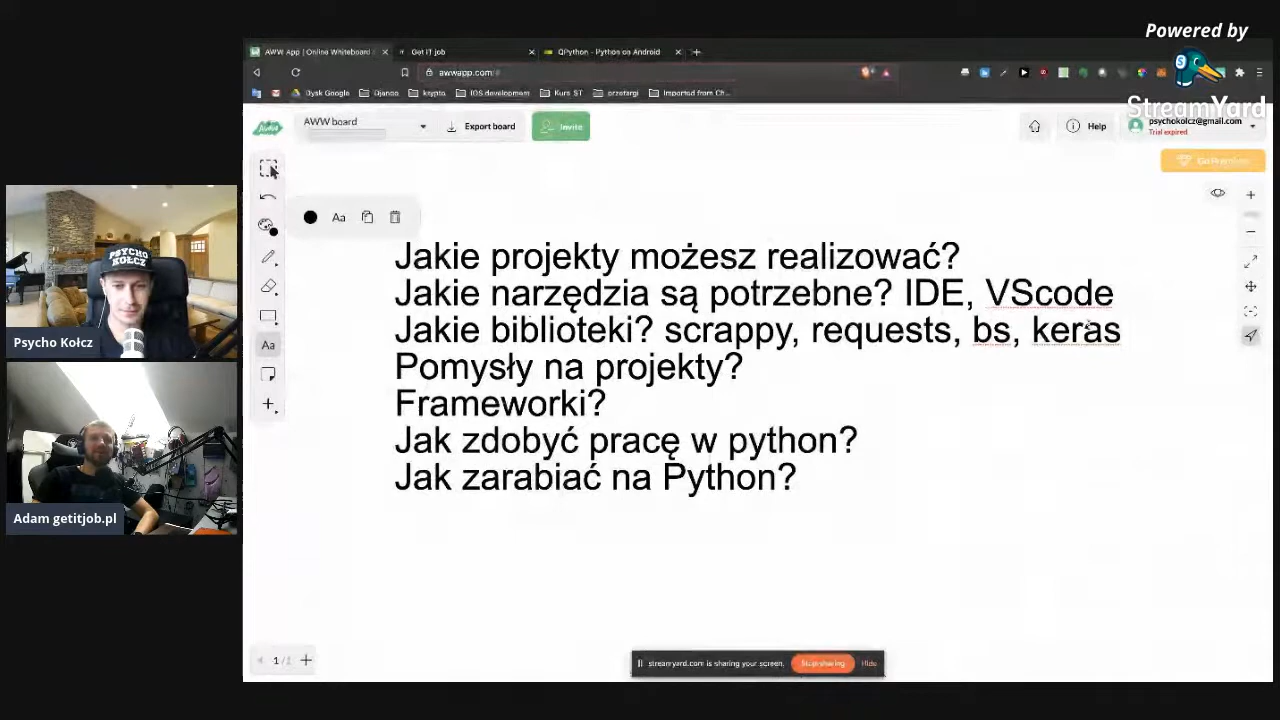 Powered by
StreamYard
AWW App | Online Whiteboard
Get IT job
QPython - Python on Android
awwapp.com/#
Dysk Google
Django
krypto
IOS development
Kurs ST
przetargi
Imported from Ch...
AWW board
Export board
Invite
Help
psychokolcz@gmail.com
Trial expired
Go Premium
Aa
Jakie projekty możesz realizować?
Jakie narzędzia są potrzebne? IDE, VScode
Jakie biblioteki? scrappy, requests, bs, keras
Pomysły na projekty?
Frameworki?
Jak zdobyć pracę w python?
Jak zarabiać na Python?
Aa
PSYCHO
KOŁCZ
Psycho Kołcz
Adam getitjob.pl
1 / 1
streamyard.com is sharing your screen.
Stop sharing
Hide